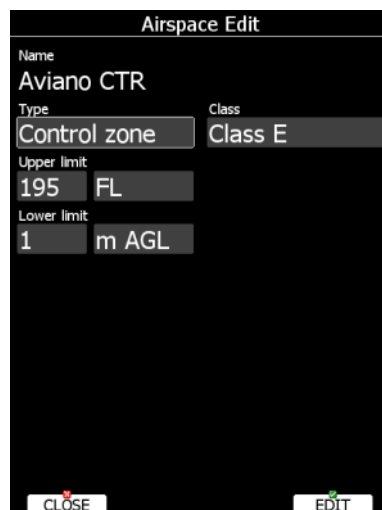 Airspace Edit
Name
Aviano CTR
Type Class
Control zone Class E
Upper limit
195 FL
Lower limit
1 m AGL
CLOSE EDIT